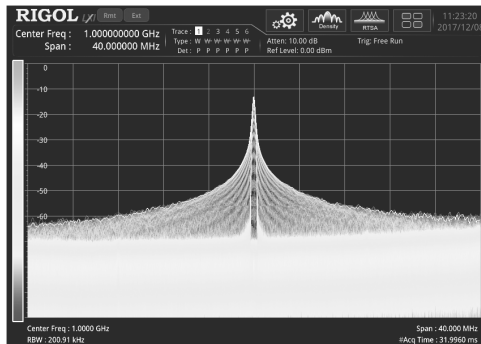 RIGOL LXI Rmt Ext 11:23:20
2017/12/0
Center Freq : 1.000000000 GHz
Span : 40.000000 MHz
Trace : 1 2 3 4 5 6
Type : W W W W W W
Det : P P P P P P
Atten: 10.00 dB
Ref Level: 0.00 dBm
Trig: Free Run
Density
RTSA
0
-10
-20
-30
-40
-50
-60
Center Freq : 1.0000 GHz
Span : 40.000 MHz
RBW : 200.91 kHz
#Acq Time : 31.9960 ms